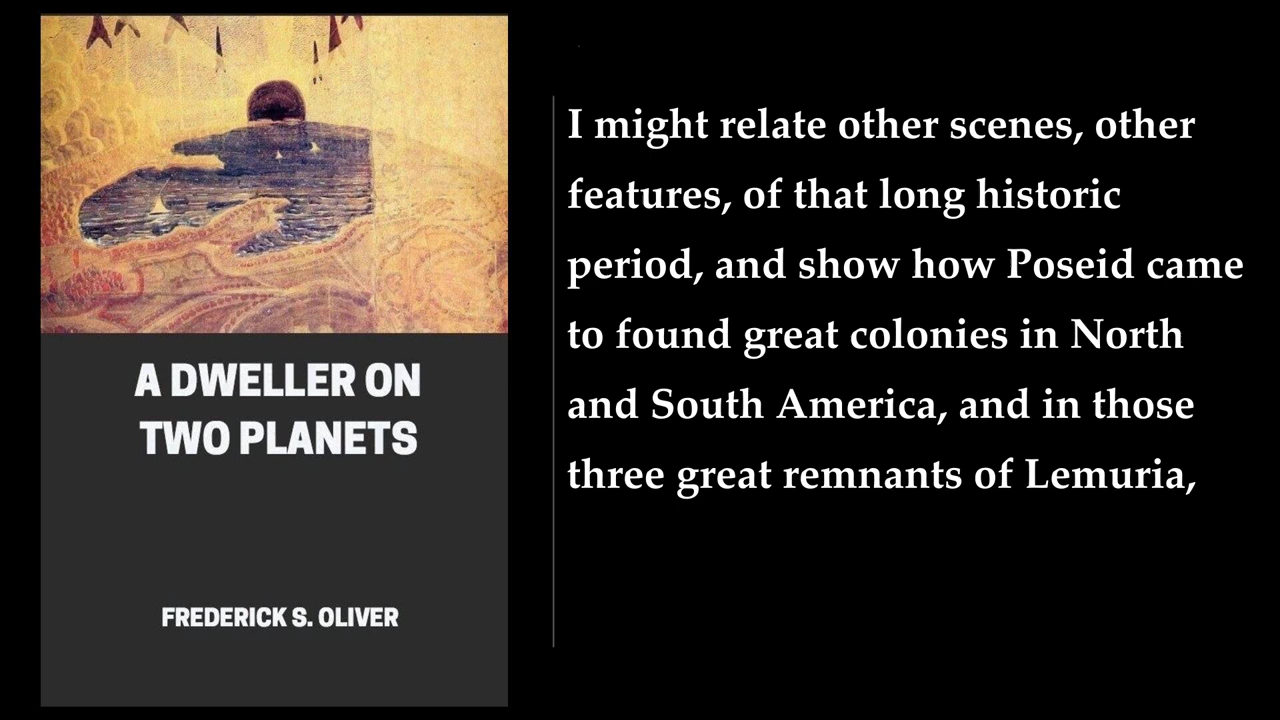 A DWELLER ON
TWO PLANETS
FREDERICK S. OLIVER
I might relate other scenes, other
features, of that long historic
period, and show how Poseid came
to found great colonies in North
and South America, and in those
three great remnants of Lemuria,